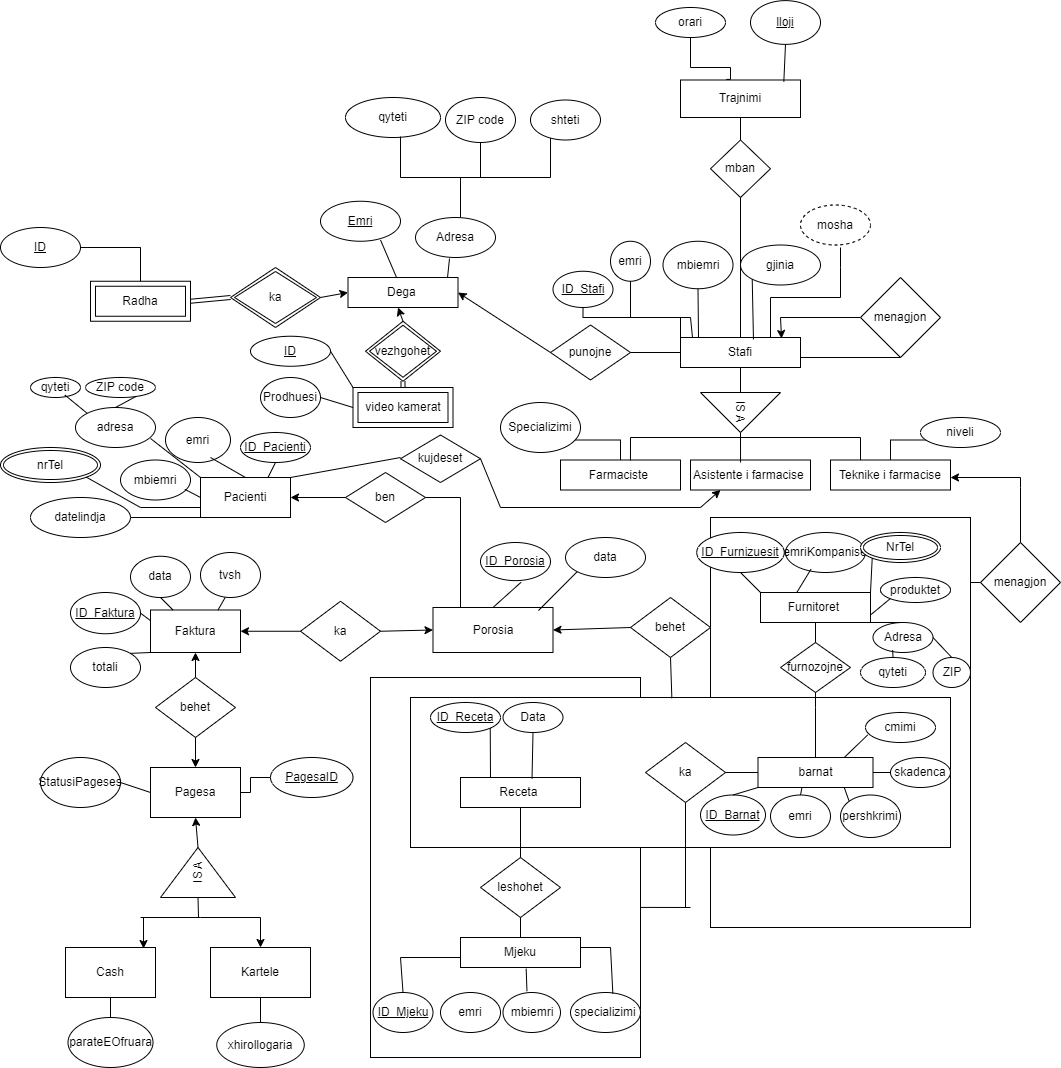 orari
Iloji
Trajnimi
mban
qyteti
ZIP code
shteti
Emri
Adresa
mosha
ID
Radha
ka
Dega
emri
mbiemri
gjinia
ID_Stafi
menagjon
vezhgohet
punojne
Stafi
ID
Prodhuesi
video kamerat
ISA
qyteti
ZIP code
adresa
emri
ID_Pacienti
nrTel
mbiemri
Pacienti
datelindja
kujdeset
ben
Specializimi
niveli
Farmaciste
Asistente i farmacise
Teknike i farmacise
menagjon
data
tvsh
ID_Faktura
Faktura
totali
ka
ID_Porosia
data
Porosia
behet
ID_Furnizuesit
emriKompanise
NrTel
produktet
Furnitoret
Adresa
qyteti
ZIP
furnozojne
behet
StatusiPageses
Pagesa
PagesaID
ISA
Cash
Kartele
parateEOfruara
xhirollogaria
ID_Receta
Data
Receta
ka
cmimi
barnat
skadenca
ID_Barnat
emri
pershkrimi
leshohet
Mjeku
ID_Mjeku
emri
mbiemri
specializimi